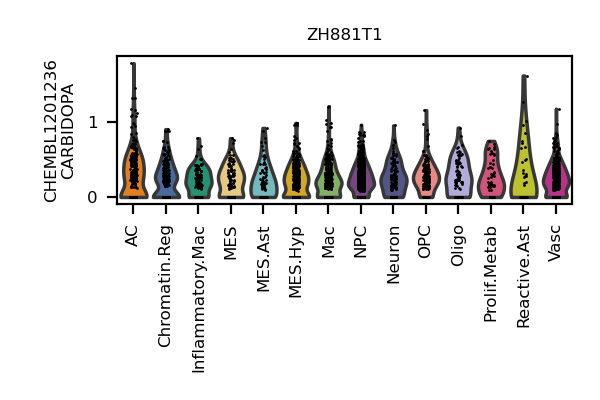 ZH881T1
CHEMBL1201236
CARBIDOPA
1
0
AC
Chromatin.Reg
Inflammatory.Mac
MES
MES.Ast
MES.Hyp
Mac
NPC
Neuron
OPC
Oligo
Prolif.Metab
Reactive.Ast
Vasc